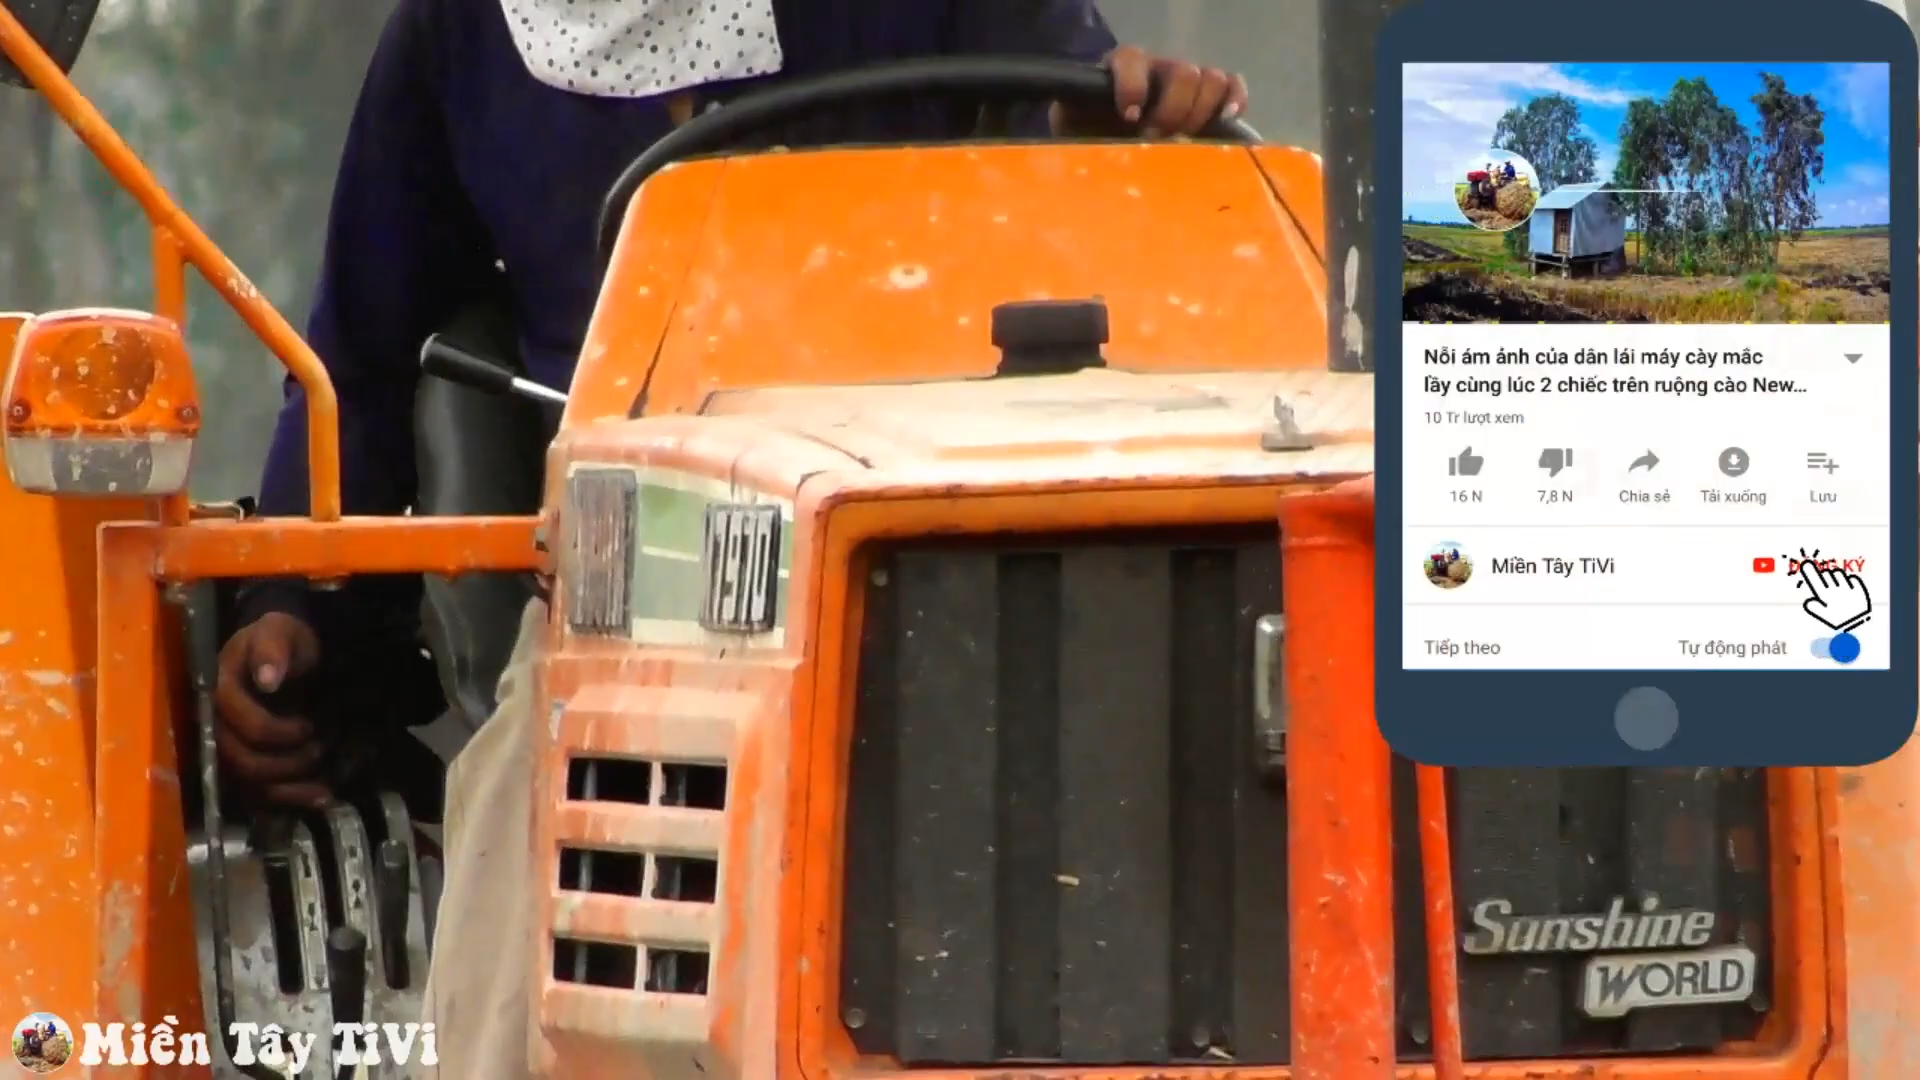 Nỗi ám ảnh của dân lái máy cày mắc
lầy cùng lúc 2 chiếc trên ruộng cào New...
10 Tr lượt xem
16 N
7,8 N
Chia sẻ
Tải xuống
Lưu
Miền Tây TiVi
KÝ
Tiếp theo
Tự động phát
Sunshine
WORLD
Miền Tây TiVi